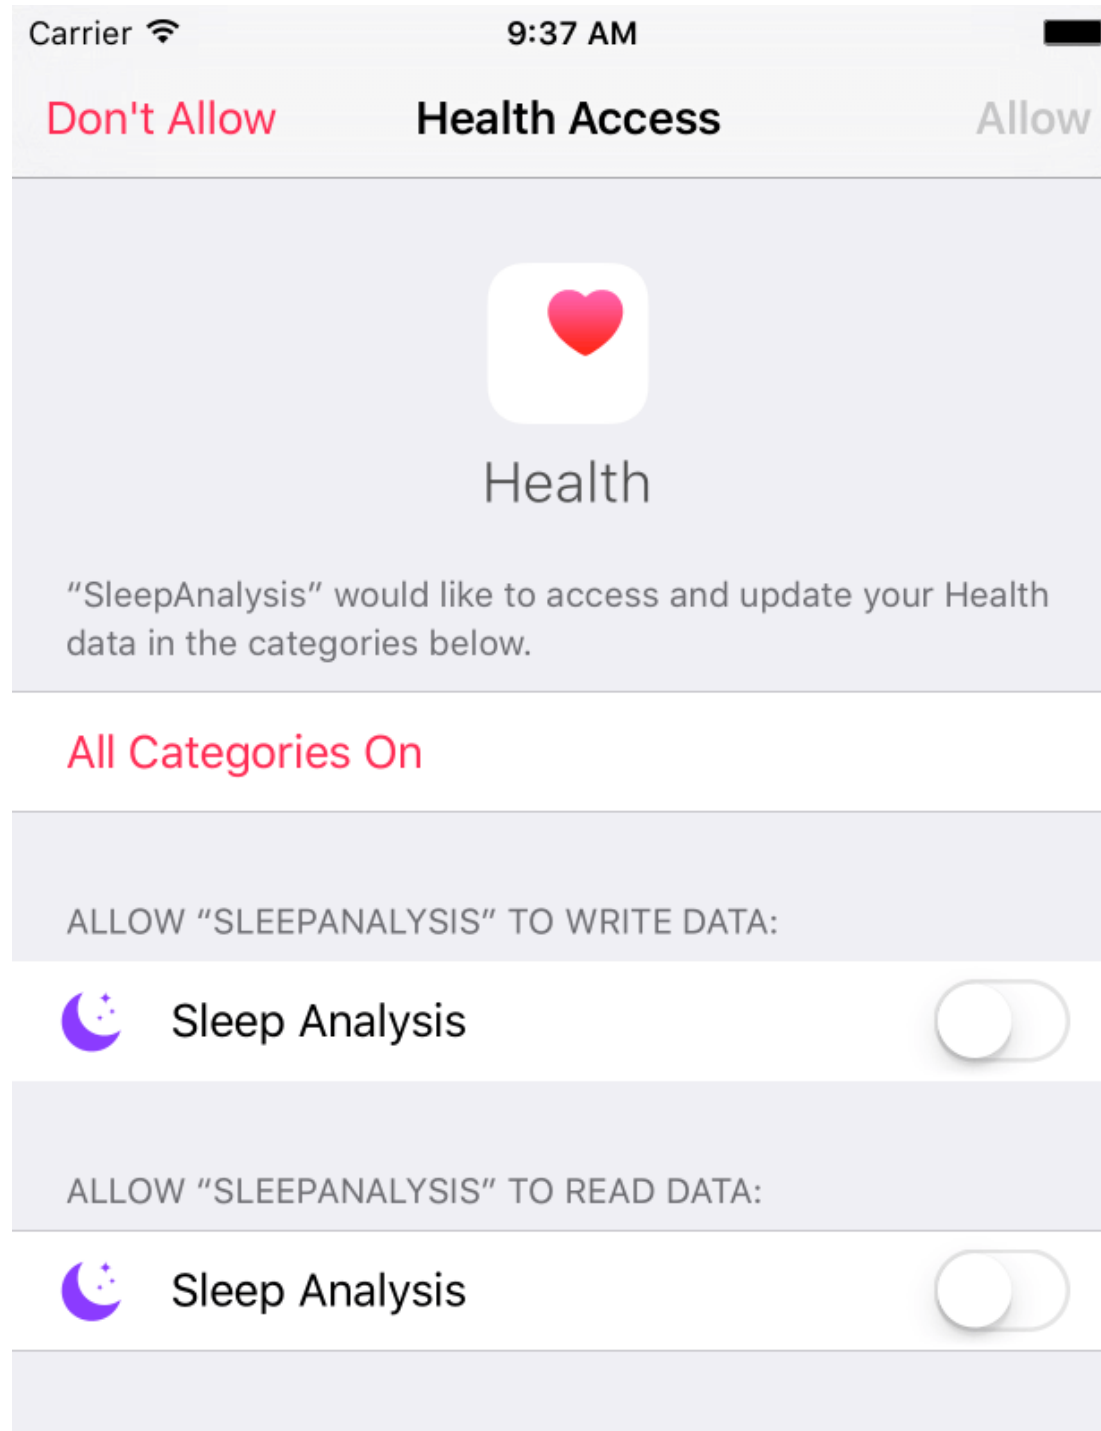 Carrier 9:37 AM
Don't Allow Health Access Allow
Health
“SleepAnalysis” would like to access and update your Health
data in the categories below.
All Categories On
ALLOW “SLEEPANALYSIS” TO WRITE DATA:
Sleep Analysis
ALLOW “SLEEPANALYSIS” TO READ DATA:
Sleep Analysis